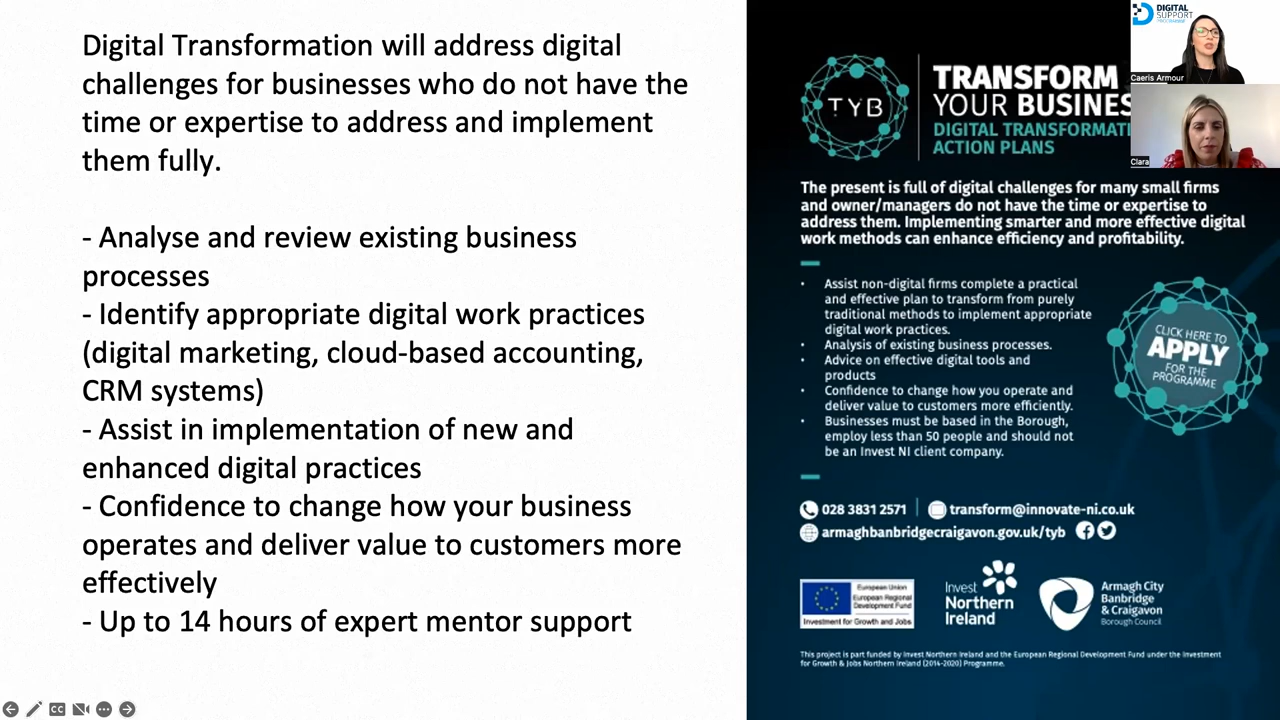 Digital Transformation will address digital
challenges for businesses who do not have the
time or expertise to address and implement
them fully.
- Analyse and review existing business
processes
- Identify appropriate digital work practices
(digital marketing, cloud-based accounting,
CRM systems)
- Assist in implementation of new and
enhanced digital practices
- Confidence to change how your business
operates and deliver value to customers more
effectively
- Up to 14 hours of expert mentor support
TYB
TRANSFORM
YOUR BUSINES
DIGITAL TRANSFORMATI
ACTION PLANS
The present is full of digital challenges for many small firms
and owner/managers do not have the time or expertise to
address them. Implementing smarter and more effective digital
work methods can enhance efficiency and profitability.
• Assist non-digital firms complete a practical
and effective plan to transform from purely
traditional methods to implement appropriate
digital work practices.
• Analysis of existing business processes.
• Advice on effective digital tools and
products
• Confidence to change how you operate and
deliver value to customers more efficiently.
• Businesses must be based in the Borough,
employ less than 50 people and should not
be an Invest NI client company.
CLICK HERE TO
APPLY
FOR THE
PROGRAMME
028 3831 2571 | transform@innovate-ni.co.uk
armaghbanbridgecraigavon.gov.uk/tyb
European Union
European Regional
Development Fund
Investment for Growth and Jobs
Invest
Northern
Ireland
Armagh City
Banbridge
& Craigavon
Borough Council
This project is part funded by Invest Northern Ireland and the European Regional Development Fund under the Investment
for Growth & Jobs Northern Ireland (2014-2020) Programme.
DIGITAL
SUPPORT
Caeris Armour
Clara
CC